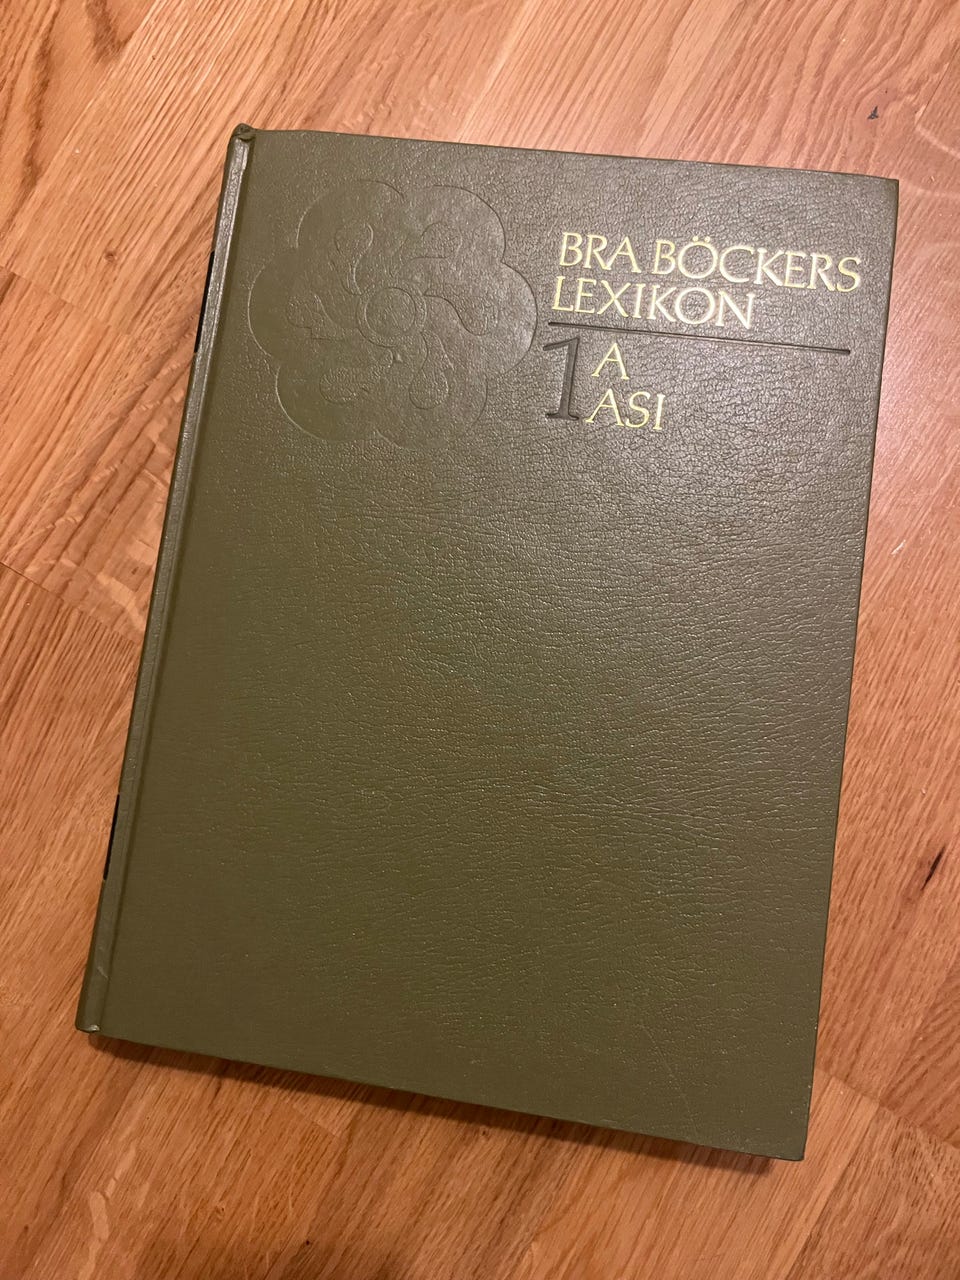 BRA BÖCKERS
LEXIKON
1 A
ASI